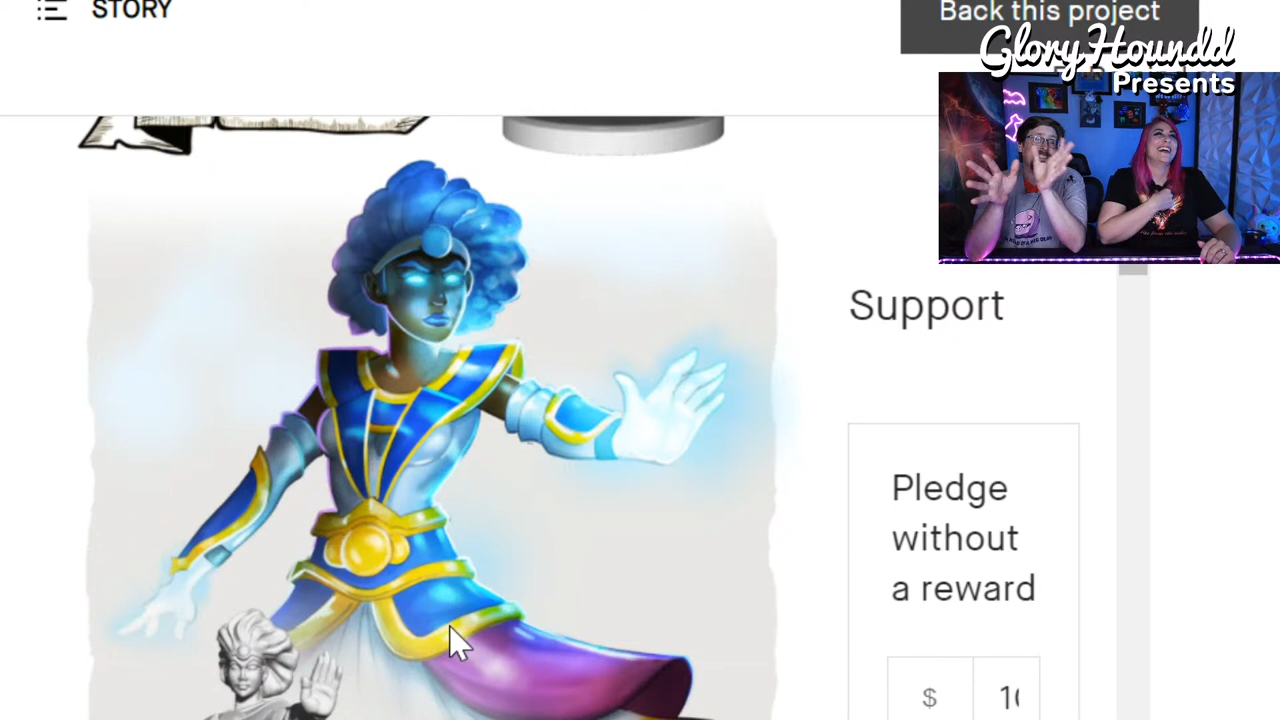 STORY
Back this project
GloryHoundd
Presents
Support
Pledge
without
a reward
$